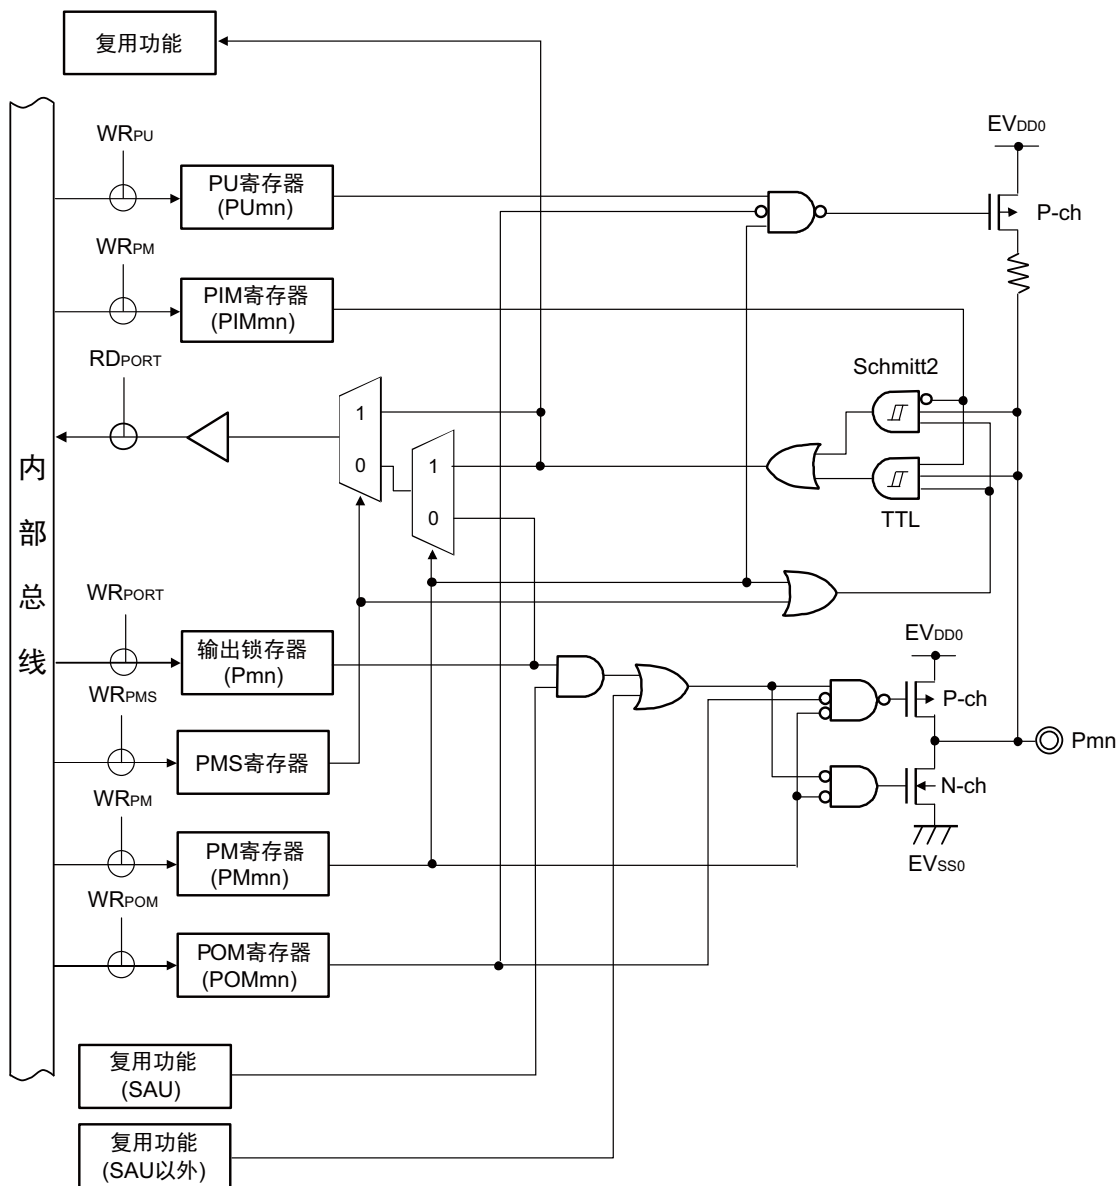 复用功能
EVDD0
WRPU
PU寄存器
(PUmn)
P-ch
WRPM
PIM寄存器
(PIMmn)
RDPORT
Schmitt2
1
0
1
0
TTL
内部总线
WRPORT
输出锁存器
(Pmn)
EVDD0
WRPMS
PMS寄存器
P-ch
Pmn
N-ch
WRPM
PM寄存器
(PMmn)
EVSS0
WRPOM
POM寄存器
(POMmn)
复用功能
(SAU)
复用功能
(SAU以外)